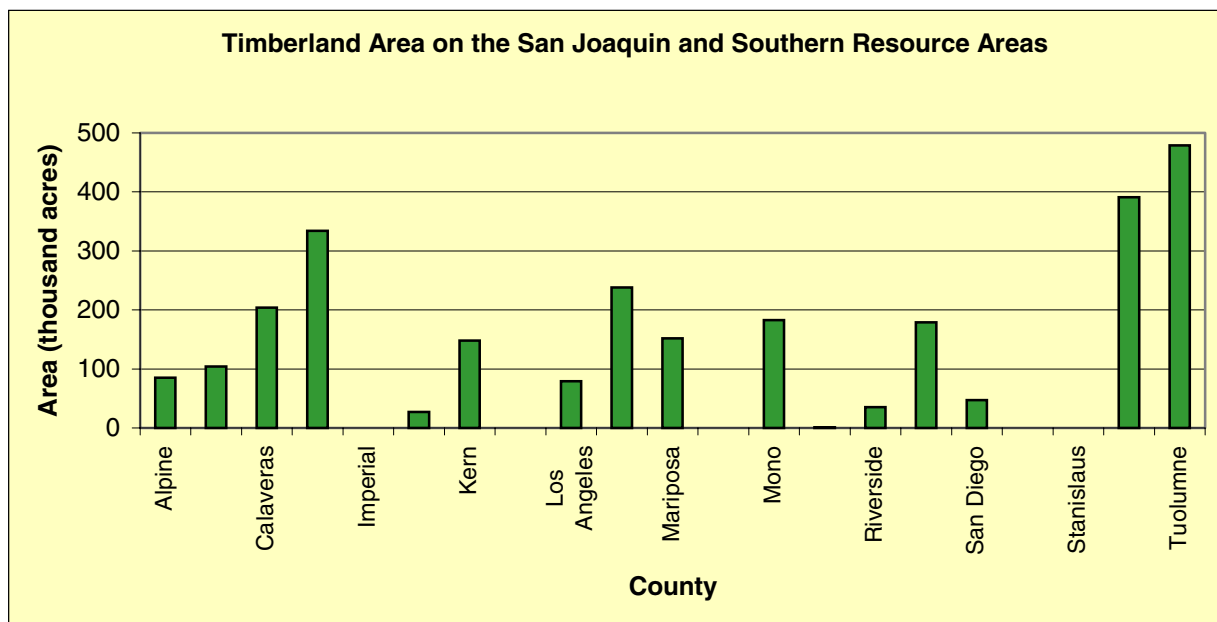 Timberland Area on the San Joaquin and Southern Resource Areas
Area (thousand acres)
500
400
300
200
100
0
Alpine
Calaveras
Imperial
Kern
Los
Angeles
Mariposa
Mono
Riverside
San Diego
Stanislaus
Tuolumne
County